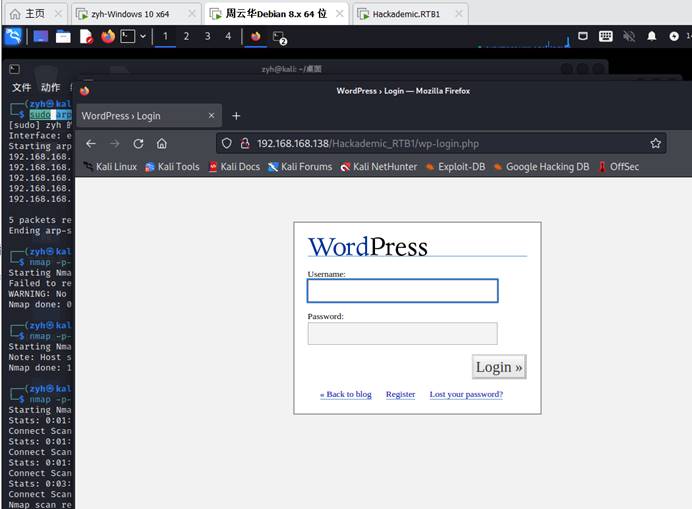 主页
zyh-Windows 10 x64
周云华Debian 8.x 64 位
Hackademic.RTB1
1 2 3 4
2
zyh@kali: ~/桌面
文件 动作
WordPress › Login — Mozilla Firefox
WordPress › Login
192.168.168.138/Hackademic_RTB1/wp-login.php
Kali Linux Kali Tools Kali Docs Kali Forums Kali NetHunter Exploit-DB Google Hacking DB OffSec
(zyh㉿kal
$ sudo arp
[sudo] zyh 的
Interface: e
Starting arp
192.168.168.
192.168.168.
192.168.168.
192.168.168.
192.168.168.
5 packets re
Ending arp-s
(zyh㉿kal
$ nmap -p-
Starting Nma
Failed to re
WARNING: No
Nmap done: 0
(zyh㉿kal
$ nmap -p-
Starting Nma
Note: Host s
Nmap done: 1
(zyh㉿kal
$ nmap -p-
Starting Nma
Stats: 0:01:
Connect Scan
Stats: 0:01:
Connect Scan
Stats: 0:01:
Connect Scan
Stats: 0:03:
Connect Scan
Nmap scan re
WordPress
Username:
Password:
Login »
« Back to blog Register Lost your password?